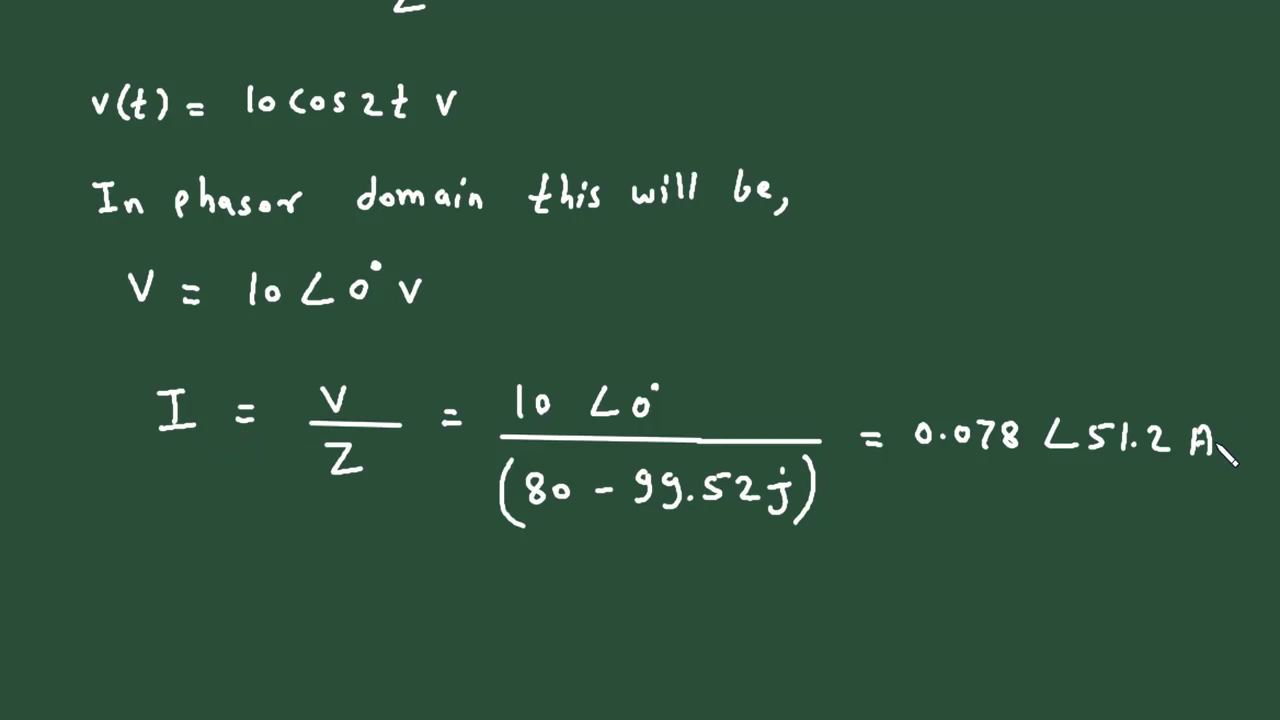 v(t) = 10 cos 2t v
In phasor domain this will be,
V = 10 ∠0° v
I = V / Z = 10 ∠0° / (80 - 99.52j) = 0.078 ∠51.2 A